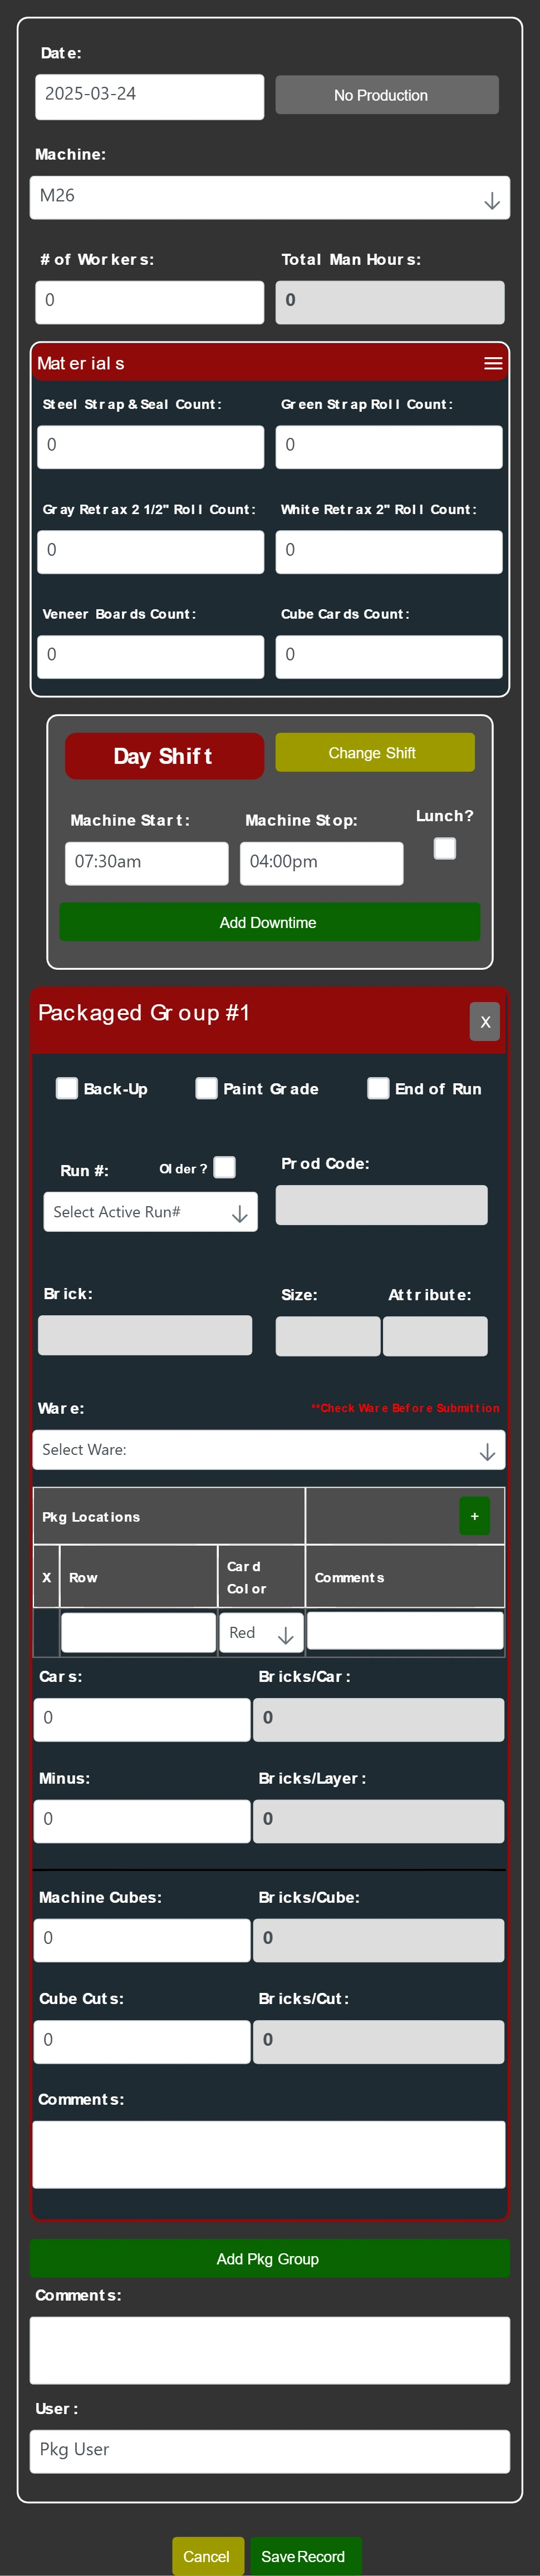 Date:
2025-03-24 No Production
Machine:
M26
# of Workers: Total Man Hours:
0 0
Materials
Steel Strap & Seal Count: Green Strap Roll Count:
0 0
Gray Retrax 2 1/2" Roll Count: White Retrax 2" Roll Count:
0 0
Veneer Boards Count: Cube Cards Count:
0 0
Day Shift Change Shift
Machine Start: Machine Stop: Lunch?
07:30am 04:00pm
Add Downtime
Packaged Group #1 X
Back-Up Paint Grade End of Run
Run #: Older? Prod Code:
Select Active Run#
Brick: Size: Attribute:
Ware: **Check Ware Before Submittion
Select Ware:
Pkg Locations +
X Row Card Color Comments
Red
Cars: Bricks/Car:
0 0
Minus: Bricks/Layer:
0 0
Machine Cubes: Bricks/Cube:
0 0
Cube Cuts: Bricks/Cut:
0 0
Comments:
Add Pkg Group
Comments:
User:
Pkg User
Cancel Save Record